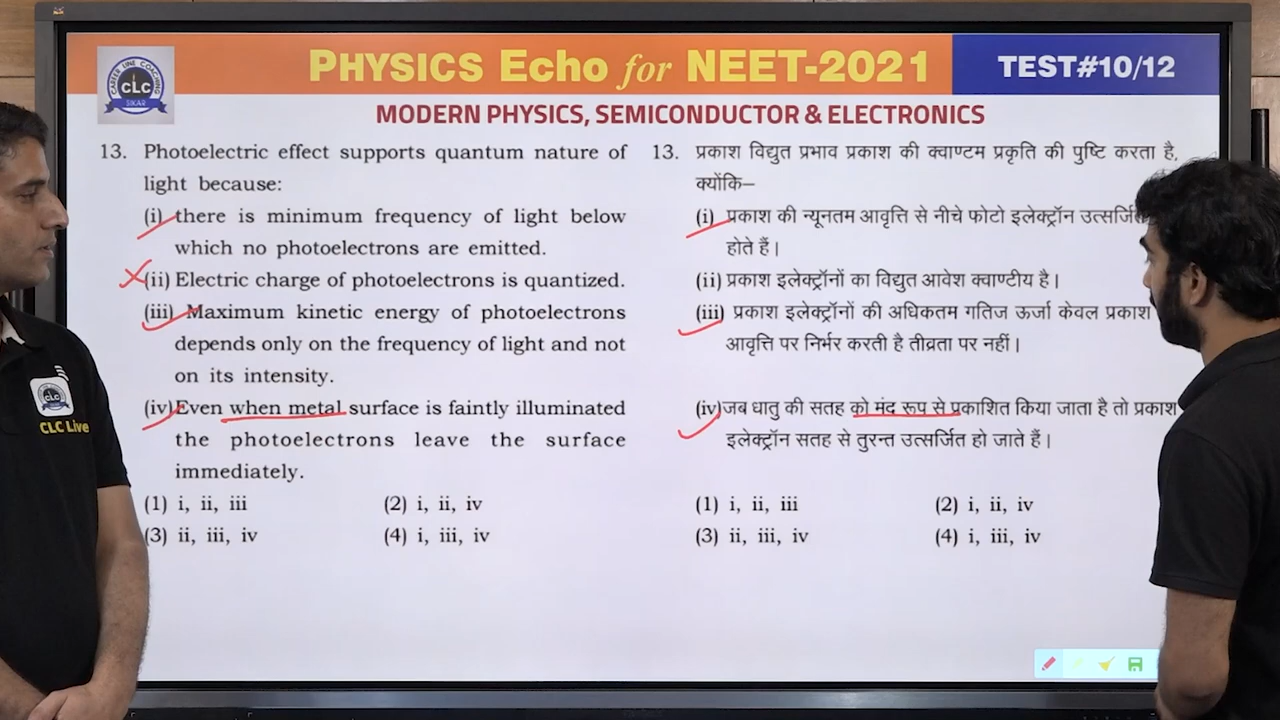 PHYSICS Echo for NEET-2021
TEST#10/12
CAREER LINE COACHING
CLC
SIKAR
MODERN PHYSICS, SEMICONDUCTOR & ELECTRONICS
13. Photoelectric effect supports quantum nature of
light because:
(i) there is minimum frequency of light below
which no photoelectrons are emitted.
(ii) Electric charge of photoelectrons is quantized.
(iii) Maximum kinetic energy of photoelectrons
depends only on the frequency of light and not
on its intensity.
(iv) Even when metal surface is faintly illuminated
the photoelectrons leave the surface
immediately.
(1) i, ii, iii (2) i, ii, iv
(3) ii, iii, iv (4) i, iii, iv
13. प्रकाश विद्युत प्रभाव प्रकाश की क्वाण्टम प्रकृति की पुष्टि करता है,
क्योंकि–
(i) प्रकाश की न्यूनतम आवृत्ति से नीचे फोटो इलेक्ट्रॉन
होते हैं।
(ii) प्रकाश इलेक्ट्रॉनों का विद्युत आवेश क्वाण्टीय है।
(iii) प्रकाश इलेक्ट्रॉनों की अधिकतम गतिज ऊर्जा केवल प्रकाश
आवृत्ति पर निर्भर करती है तीव्रता पर नहीं।
(iv) जब धातु की सतह को मंद रूप से प्रकाशित किया जाता है तो प्रकाश
इलेक्ट्रॉन सतह से तुरन्त उत्सर्जित हो जाते हैं।
(1) i, ii, iii (2) i, ii, iv
(3) ii, iii, iv (4) i, iii, iv
CLC Live